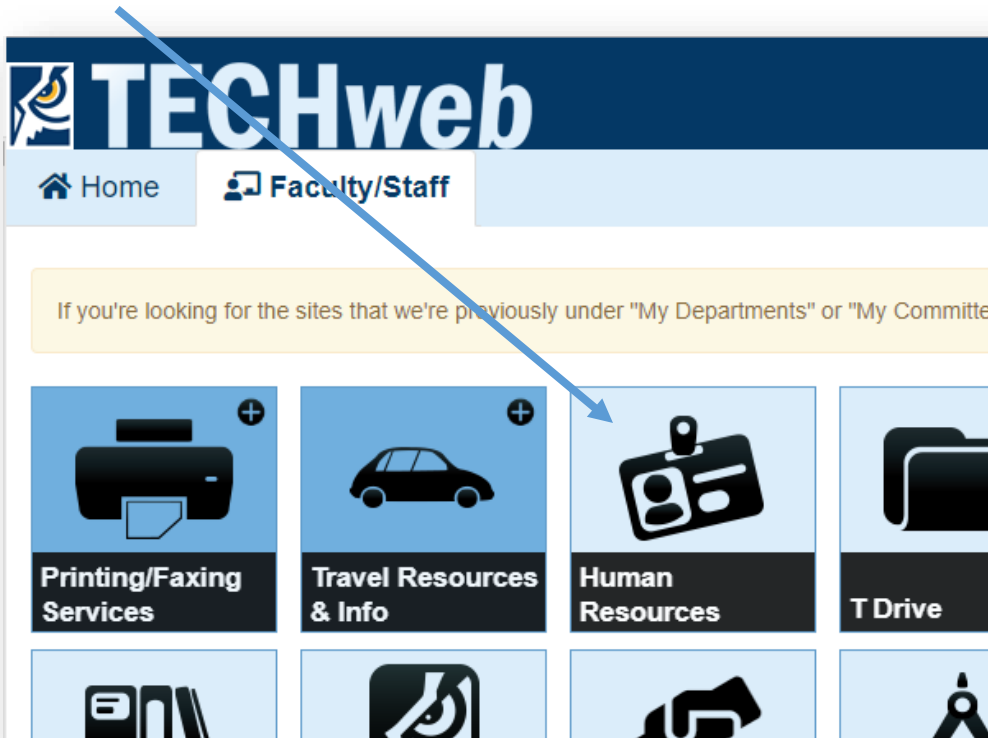 TECHweb
Home
Faculty/Staff
If you're looking for the sites that we're previously under "My Departments" or "My Committe
Printing/Faxing
Services
Travel Resources
& Info
Human
Resources
T Drive